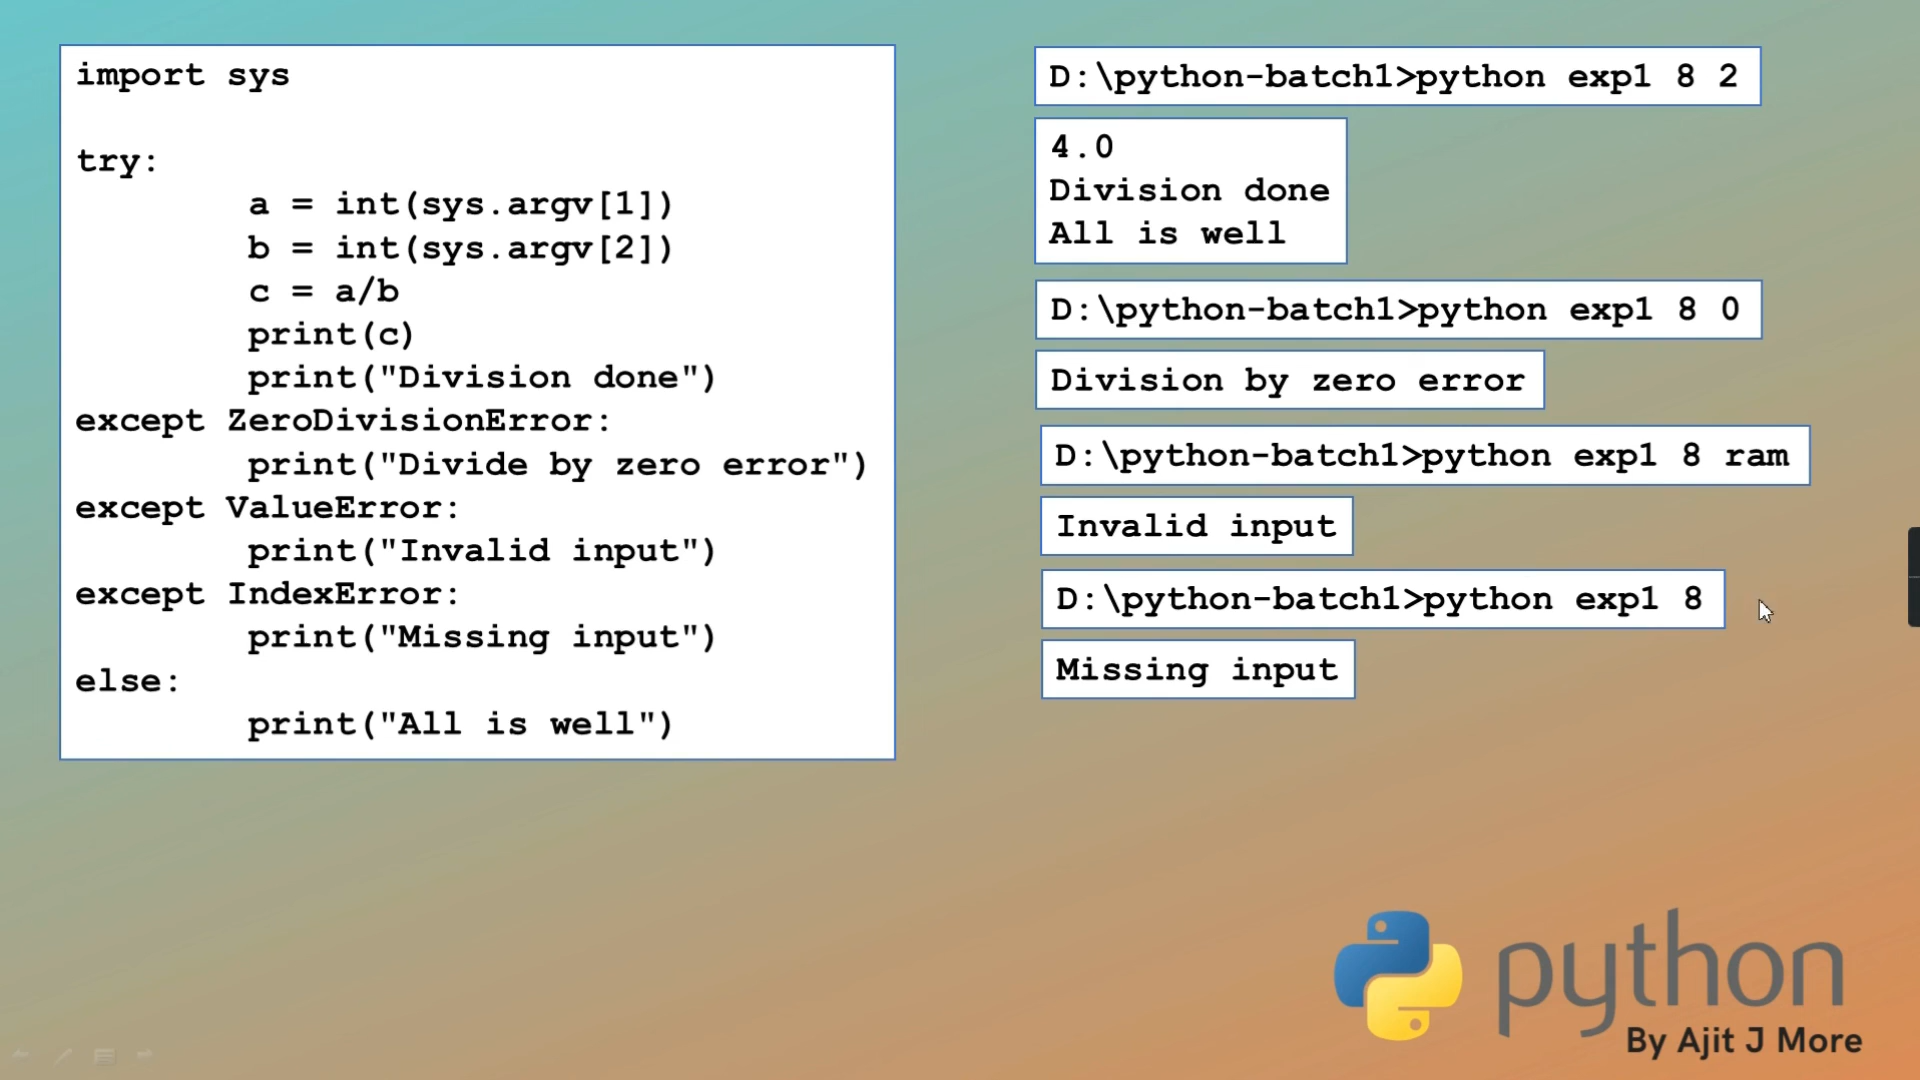 import sys
try:
a = int(sys.argv[1])
b = int(sys.argv[2])
c = a/b
print(c)
print("Division done")
except ZeroDivisionError:
print("Divide by zero error")
except ValueError:
print("Invalid input")
except IndexError:
print("Missing input")
else:
print("All is well")
D:\python-batch1>python exp1 8 2
4.0
Division done
All is well
D:\python-batch1>python exp1 8 0
Division by zero error
D:\python-batch1>python exp1 8 ram
Invalid input
D:\python-batch1>python exp1 8
Missing input
python
By Ajit J More